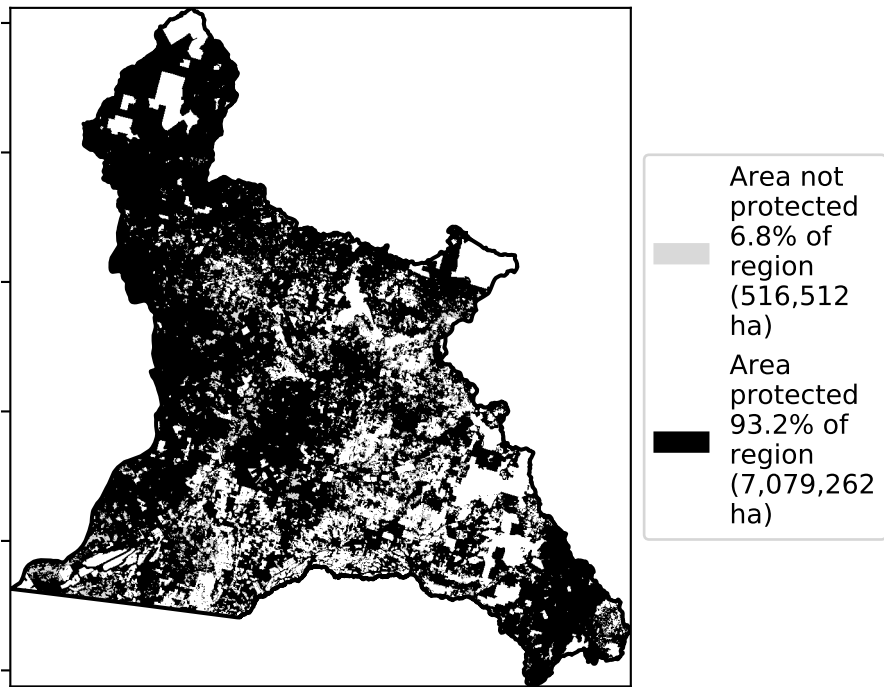 Area not
protected
6.8% of
region
(516,512
ha)
Area
protected
93.2% of
region
(7,079,262
ha)